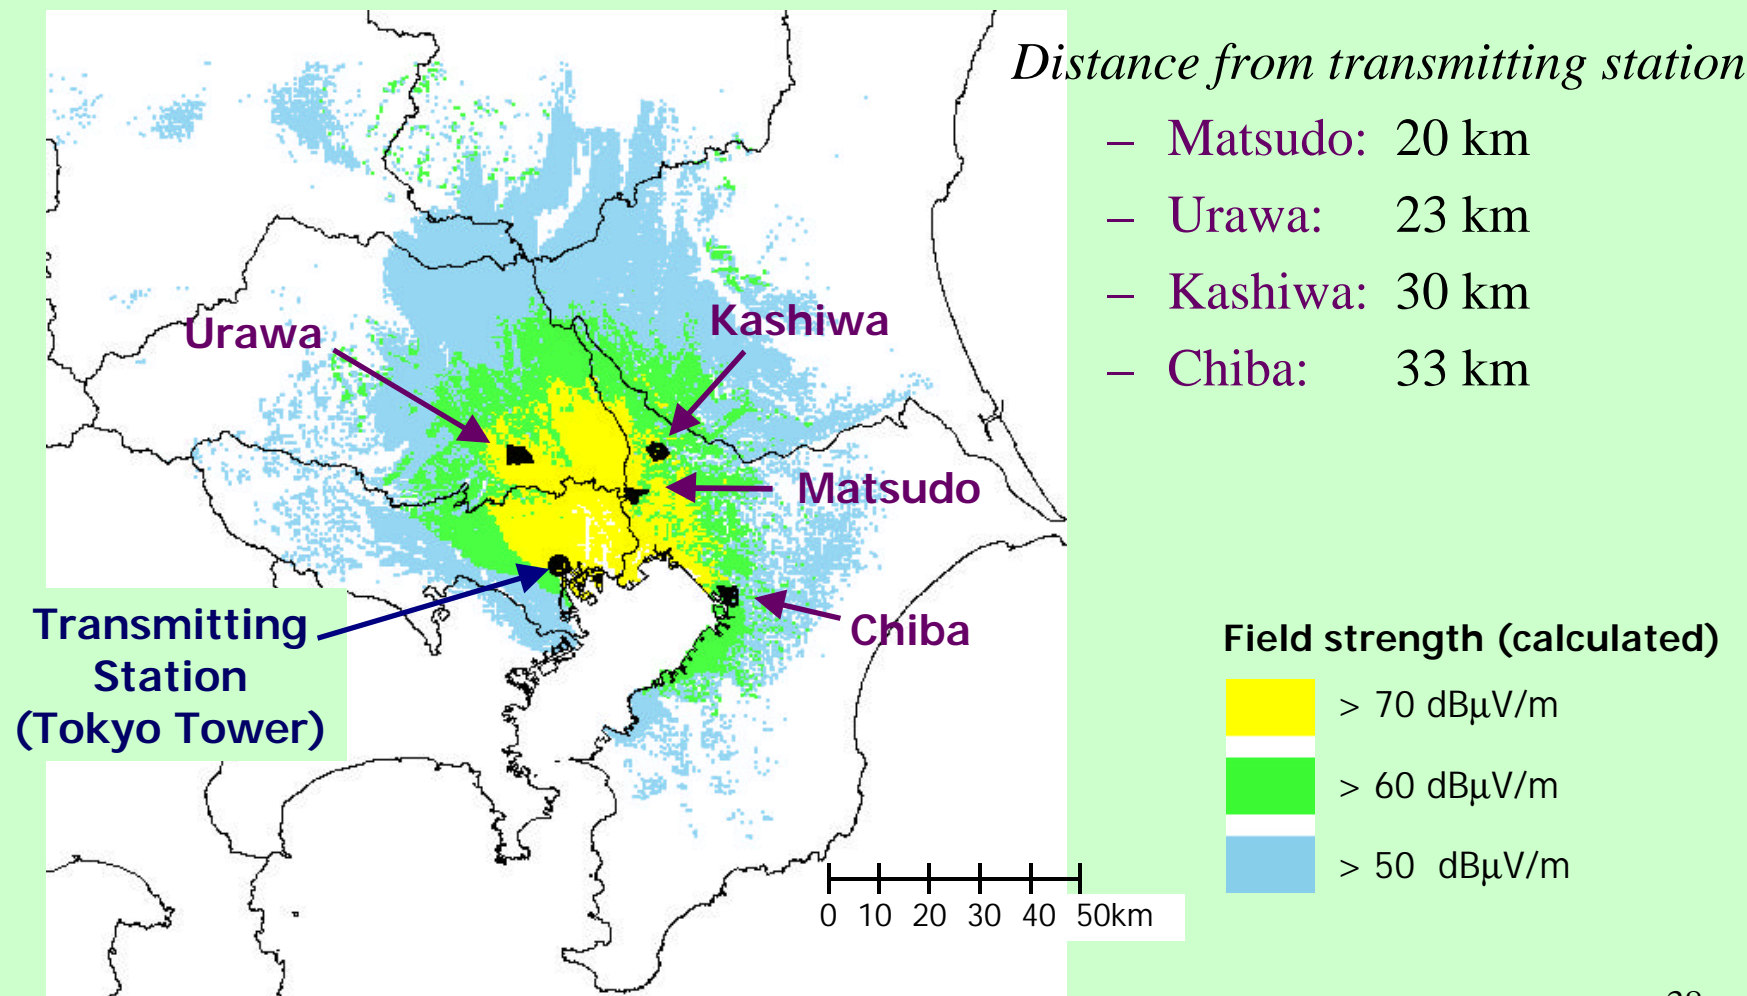 Distance from transmitting station
– Matsudo: 20 km
– Urawa: 23 km
– Kashiwa: 30 km
– Chiba: 33 km
Urawa
Kashiwa
Matsudo
Chiba
Transmitting
Station
(Tokyo Tower)
Field strength (calculated)
> 70 dBμV/m
> 60 dBμV/m
> 50 dBμV/m
0 10 20 30 40 50km